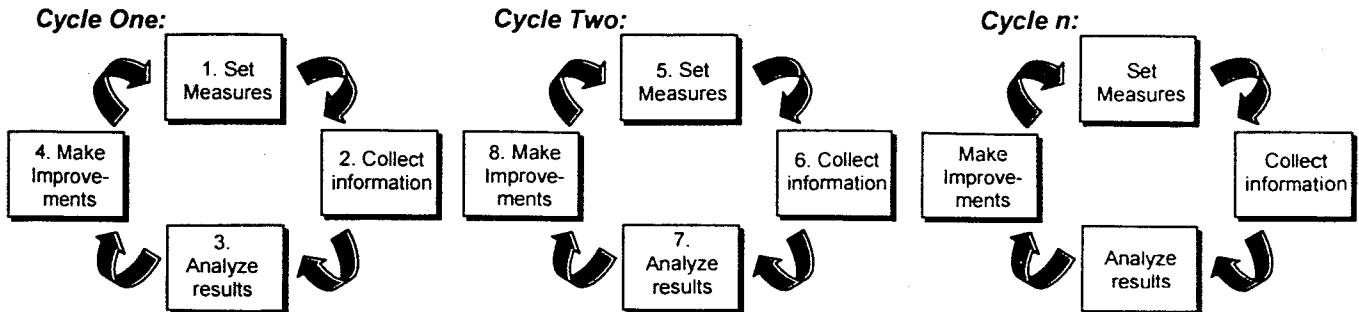 Cycle One:
1. Set
Measures
2. Collect
information
3.
Analyze
results
4. Make
Improve-
ments
Cycle Two:
5. Set
Measures
6. Collect
information
7.
Analyze
results
8. Make
Improve-
ments
Cycle n:
Set
Measures
Collect
information
Analyze
results
Make
Improve-
ments